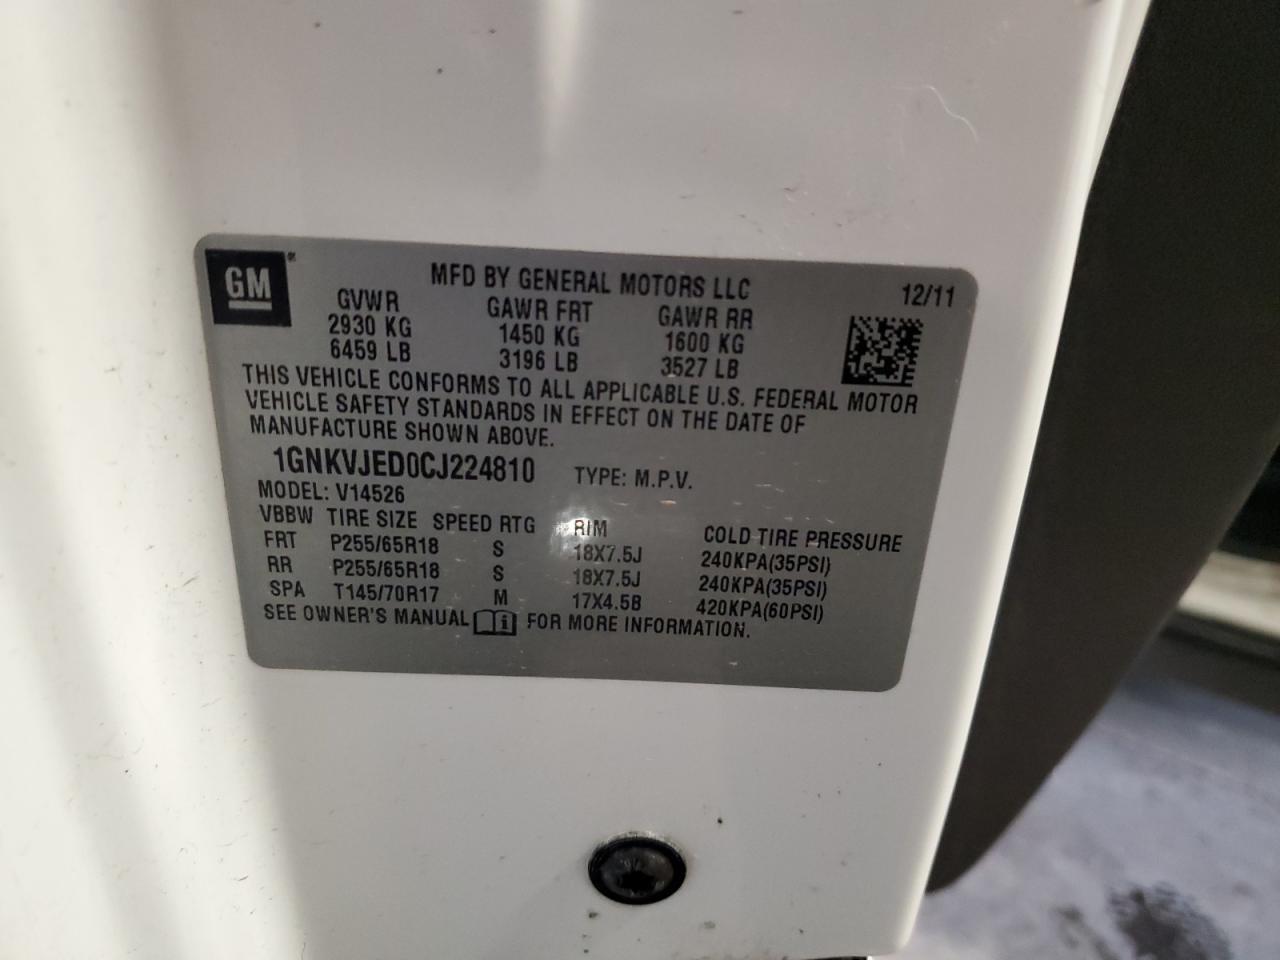 GM
MFD BY GENERAL MOTORS LLC
12/11
GVWR GAWR FRT GAWR RR
2930 KG 1450 KG 1600 KG
6459 LB 3196 LB 3527 LB
THIS VEHICLE CONFORMS TO ALL APPLICABLE U.S. FEDERAL MOTOR
VEHICLE SAFETY STANDARDS IN EFFECT ON THE DATE OF
MANUFACTURE SHOWN ABOVE.
1GNKVJED0CJ224810 TYPE: M.P.V.
MODEL: V14526
VBBW TIRE SIZE SPEED RTG RIM COLD TIRE PRESSURE
FRT P255/65R18 S 18X7.5J 240KPA(35PSI)
RR P255/65R18 S 18X7.5J 240KPA(35PSI)
SPA T145/70R17 M 17X4.5B 420KPA(60PSI)
SEE OWNER'S MANUAL i FOR MORE INFORMATION.